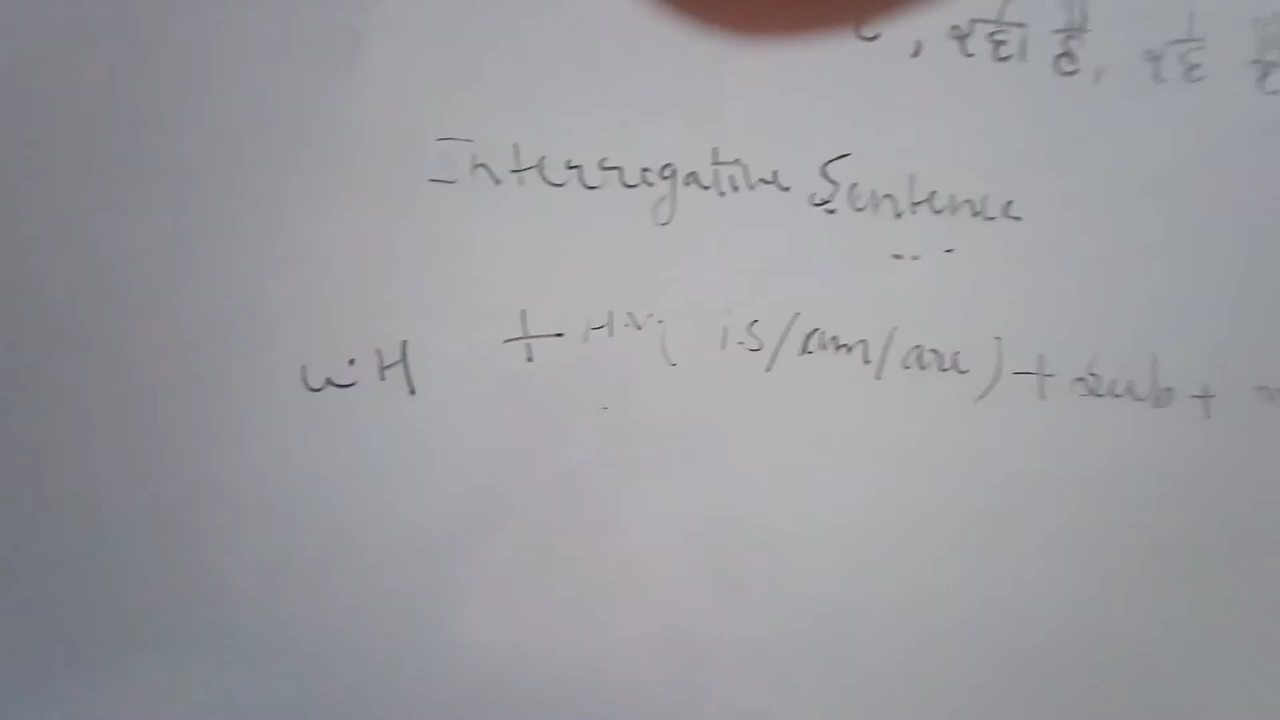 , रहा है, रहे
Interrogative Sentence
WH + H.V( is/am/are) + sub +